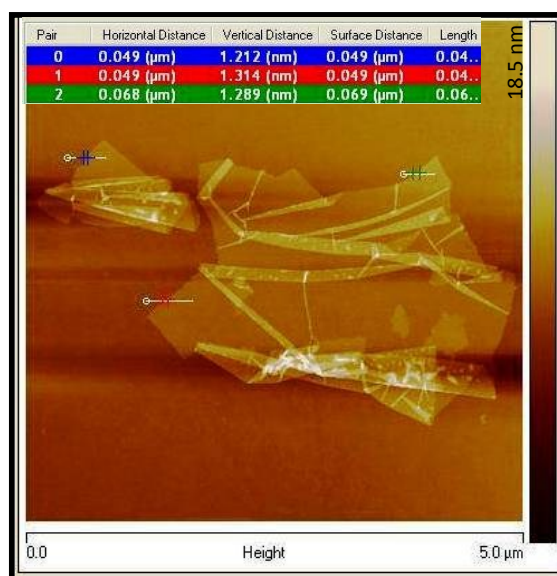 Pair Horizontal Distance Vertical Distance Surface Distance Length
0 0.049 (µm) 1.212 (nm) 0.049 (µm) 0.04..
1 0.049 (µm) 1.314 (nm) 0.049 (µm) 0.04..
2 0.068 (µm) 1.289 (nm) 0.069 (µm) 0.06..
18.5 nm
0.0 Height 5.0 µm